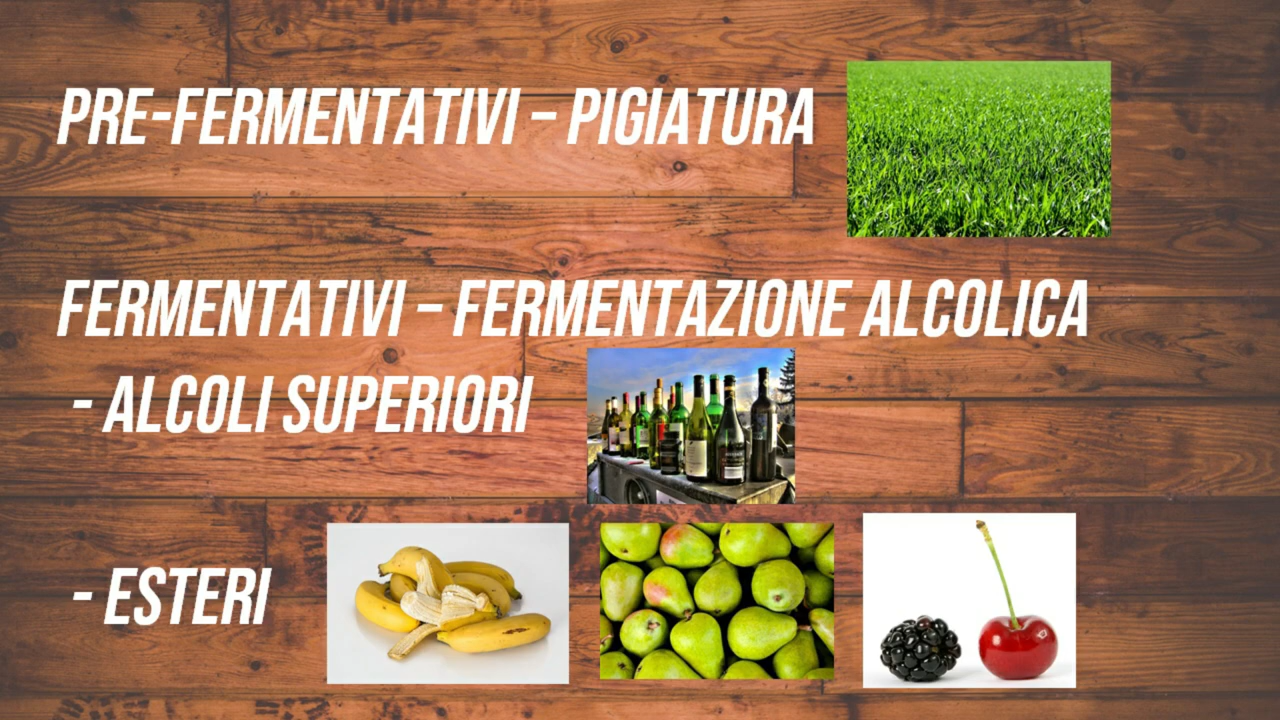 PRE-FERMENTATIVI – PIGIATURA
FERMENTATIVI – FERMENTAZIONE ALCOLICA
- ALCOLI SUPERIORI
- ESTERI